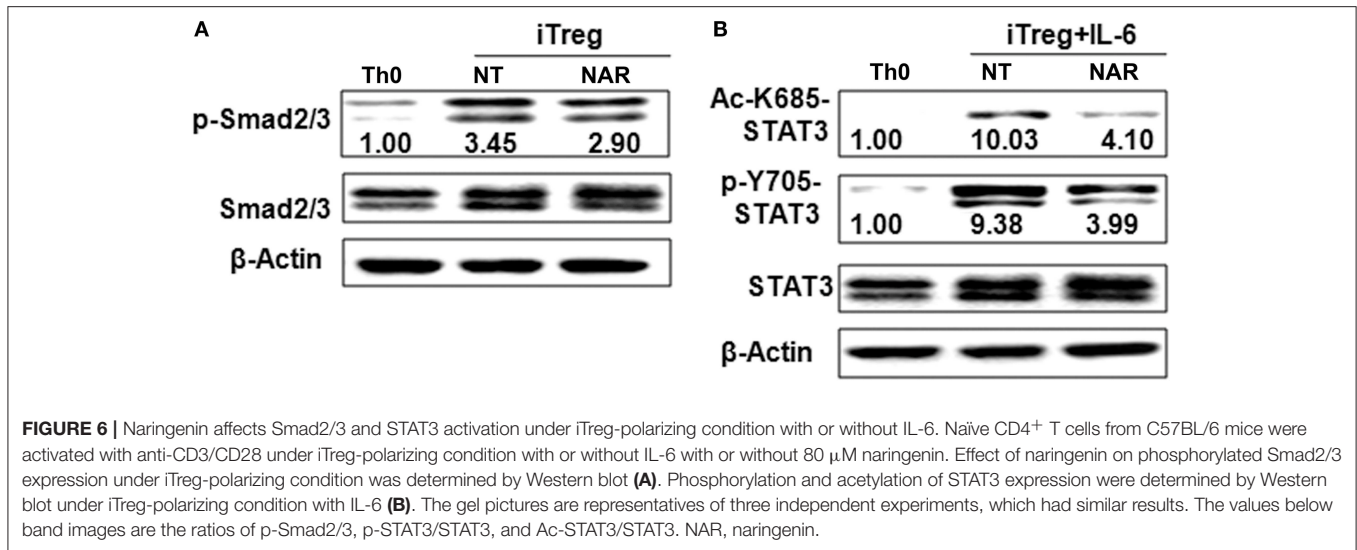 A
iTreg
Th0 NT NAR
p-Smad2/3
1.00 3.45 2.90
Smad2/3
β-Actin
B
iTreg+IL-6
Th0 NT NAR
Ac-K685-
STAT3
1.00 10.03 4.10
p-Y705-
STAT3
1.00 9.38 3.99
STAT3
β-Actin
FIGURE 6 | Naringenin affects Smad2/3 and STAT3 activation under iTreg-polarizing condition with or without IL-6. Naïve CD4+ T cells from C57BL/6 mice were
activated with anti-CD3/CD28 under iTreg-polarizing condition with or without IL-6 with or without 80 μM naringenin. Effect of naringenin on phosphorylated Smad2/3
expression under iTreg-polarizing condition was determined by Western blot (A). Phosphorylation and acetylation of STAT3 expression were determined by Western
blot under iTreg-polarizing condition with IL-6 (B). The gel pictures are representatives of three independent experiments, which had similar results. The values below
band images are the ratios of p-Smad2/3, p-STAT3/STAT3, and Ac-STAT3/STAT3. NAR, naringenin.